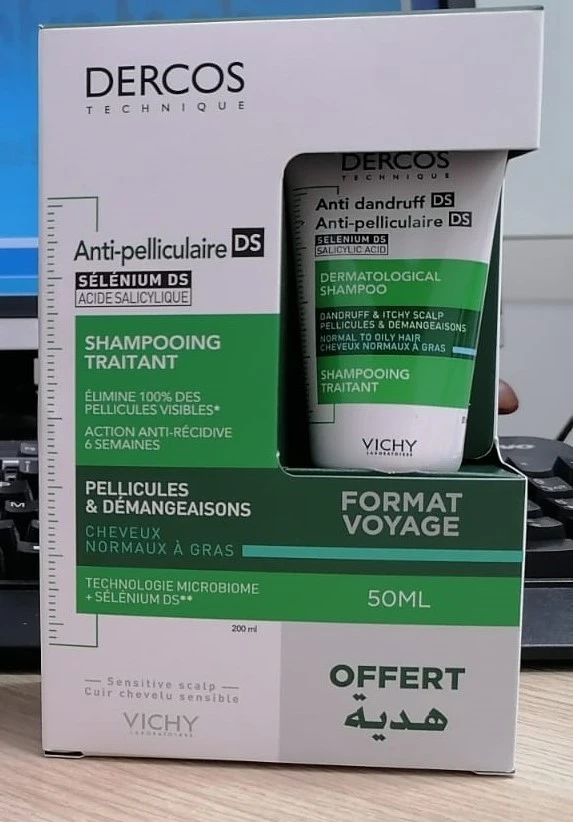 DERCOS
TECHNIQUE
Anti-pelliculaire DS
SÉLÉNIUM DS
ACIDE SALICYLIQUE
SHAMPOOING
TRAITANT
ÉLIMINE 100% DES
PELLICULES VISIBLES*
ACTION ANTI-RÉCIDIVE
6 SEMAINES
PELLICULES
& DÉMANGEAISONS
CHEVEUX
NORMAUX À GRAS
TECHNOLOGIE MICROBIOME
+ SÉLÉNIUM DS**
200 ml
Sensitive scalp
Cuir chevelu sensible
VICHY
LABORATOIRES
DERCOS
TECHNIQUE
Anti dandruff DS
Anti-pelliculaire DS
SELENIUM DS
SALICYLIC ACID
DERMATOLOGICAL
SHAMPOO
DANDRUFF & ITCHY SCALP
PELLICULES & DÉMANGEAISONS
NORMAL TO OILY HAIR
CHEVEUX NORMAUX À GRAS
SHAMPOOING
TRAITANT
VICHY
LABORATOIRES
FORMAT
VOYAGE
50ML
OFFERT
هدية